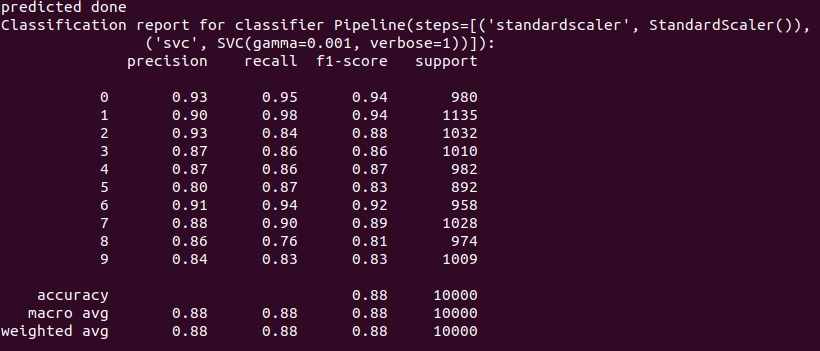 predicted done
Classification report for classifier Pipeline(steps=[('standardscaler', StandardScaler()),
('svc', SVC(gamma=0.001, verbose=1))]):
precision recall f1-score support
0 0.93 0.95 0.94 980
1 0.90 0.98 0.94 1135
2 0.93 0.84 0.88 1032
3 0.87 0.86 0.86 1010
4 0.87 0.86 0.87 982
5 0.80 0.87 0.83 892
6 0.91 0.94 0.92 958
7 0.88 0.90 0.89 1028
8 0.86 0.76 0.81 974
9 0.84 0.83 0.83 1009
accuracy 0.88 10000
macro avg 0.88 0.88 0.88 10000
weighted avg 0.88 0.88 0.88 10000